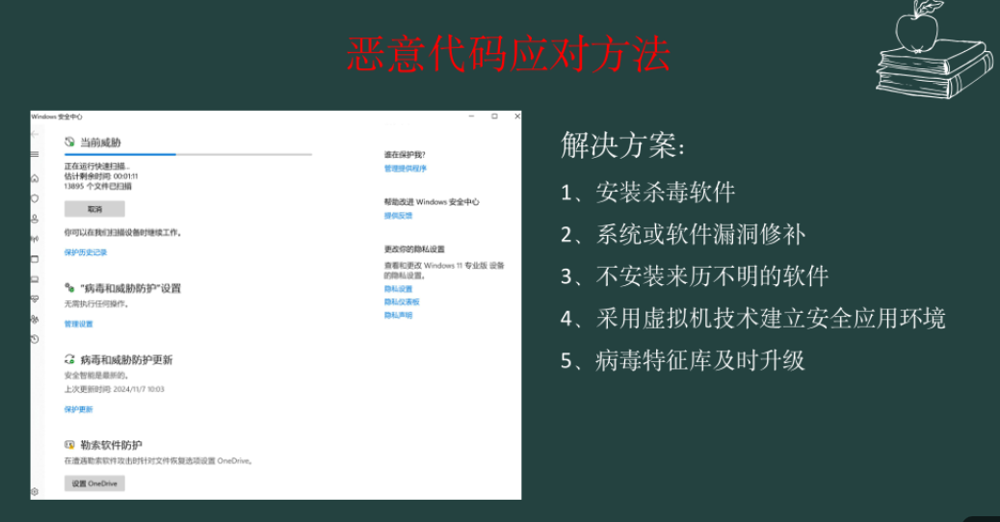 恶意代码应对方法
Windows 安全中心
当前威胁
正在运行快速扫描...
估计剩余时间: 00:01:11
13895 个文件已扫描
取消
你可以在我们扫描设备时继续工作。
保护历史记录
"病毒和威胁防护"设置
无需执行任何操作。
管理设置
病毒和威胁防护更新
安全智能是最新的。
上次更新时间: 2024/11/7 10:03
保护更新
勒索软件防护
在遭遇勒索软件攻击时针对文件恢复选项设置 OneDrive。
设置 OneDrive
谁在保护我?
管理提供程序
帮助改进 Windows 安全中心
提供反馈
更改你的隐私设置
查看和更改 Windows 11 专业版 设备
的隐私设置。
隐私设置
隐私仪表板
隐私声明
解决方案:
1、安装杀毒软件
2、系统或软件漏洞修补
3、不安装来历不明的软件
4、采用虚拟机技术建立安全应用环境
5、病毒特征库及时升级